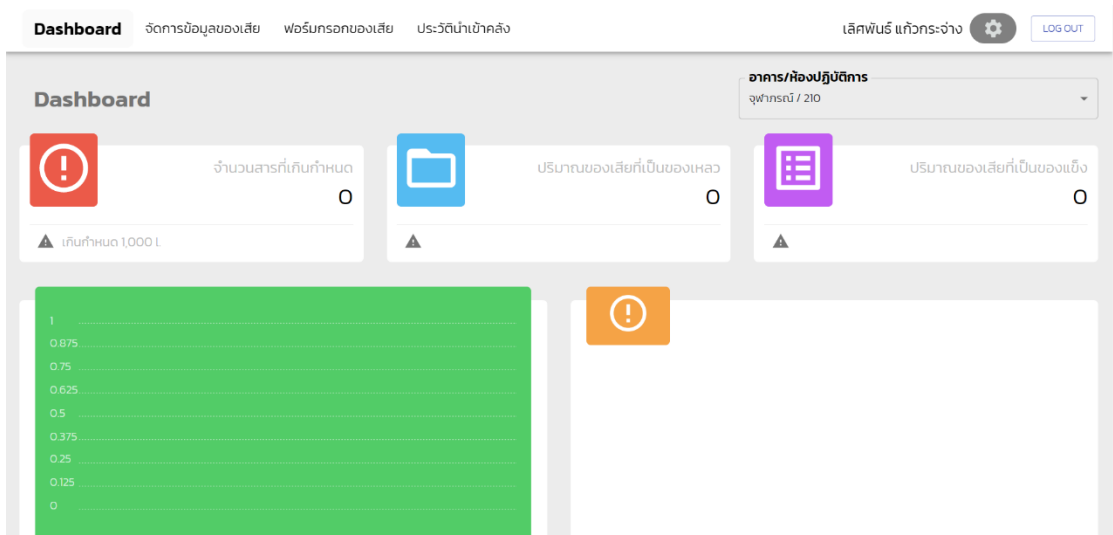 Dashboard จัดการข้อมูลของเสีย ฟอร์มกรอกของเสีย ประวัตินำเข้าคลัง เลิศพันธ์ แก้วกระจ่าง LOG OUT
Dashboard
อาคาร/ห้องปฏิบัติการ
จุฬาภรณ์ / 210
จำนวนสารที่เกินกำหนด
0
เกินกำหนด 1,000 L.
ปริมาณของเสียที่เป็นของเหลว
0
ปริมาณของเสียที่เป็นของแข็ง
0
1
0.875
0.75
0.625
0.5
0.375
0.25
0.125
0